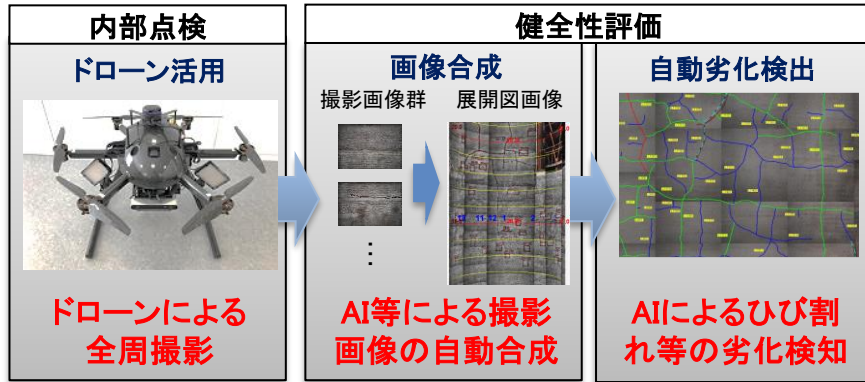 内部点検
健全性評価
ドローン活用
画像合成
自動劣化検出
撮影画像群
展開図画像
11
12
1
2
⋮
ドローンによる
全周撮影
AI等による撮影
画像の自動合成
AIによるひび割
れ等の劣化検知